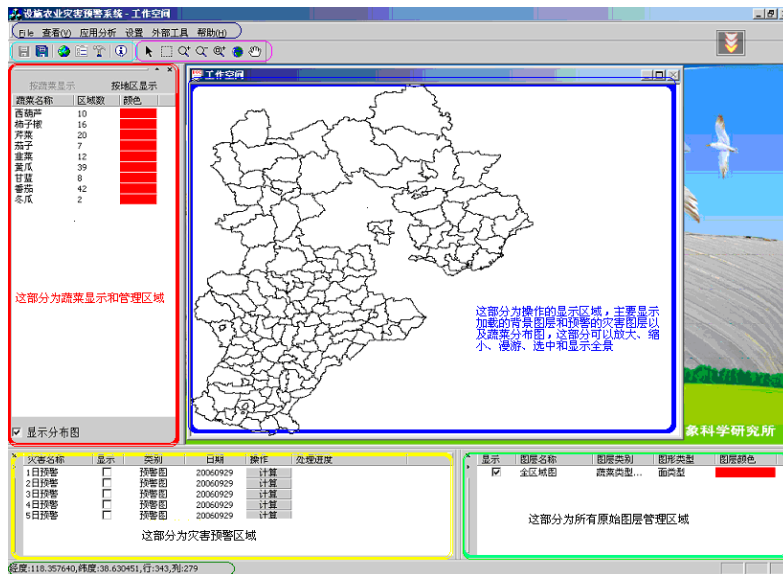 设施农业灾害预警系统 - 工作空间
File 查看(V) 应用分析 设置 外部工具 帮助(H)
按蔬菜显示 按地区显示
蔬菜名称 区域数 颜色
西葫芦 10
柿子椒 16
芹菜 20
茄子 7
韭菜 12
黄瓜 39
甘蓝 8
番茄 42
冬瓜 2
这部分为蔬菜显示和管理区域
显示分布图
工作空间
这部分为操作的显示区域，主要显示
加载的背景图层和预警的灾害图层以
及蔬菜分布图，这部分可以放大、缩
小、漫游、选中和显示全景
象科学研究所
灾害名称 显示 类别 日期 操作 处理进度
1日预警 预警图 20060929 计算
2日预警 预警图 20060929 计算
3日预警 预警图 20060929 计算
4日预警 预警图 20060929 计算
5日预警 预警图 20060929 计算
这部分为灾害预警区域
显示 图层名称 图层类别 图形类型 图层颜色
全区域图 蔬菜类型... 面类型
这部分为所有原始图层管理区域
经度:118.357640,纬度:38.630451,行:343,列:279